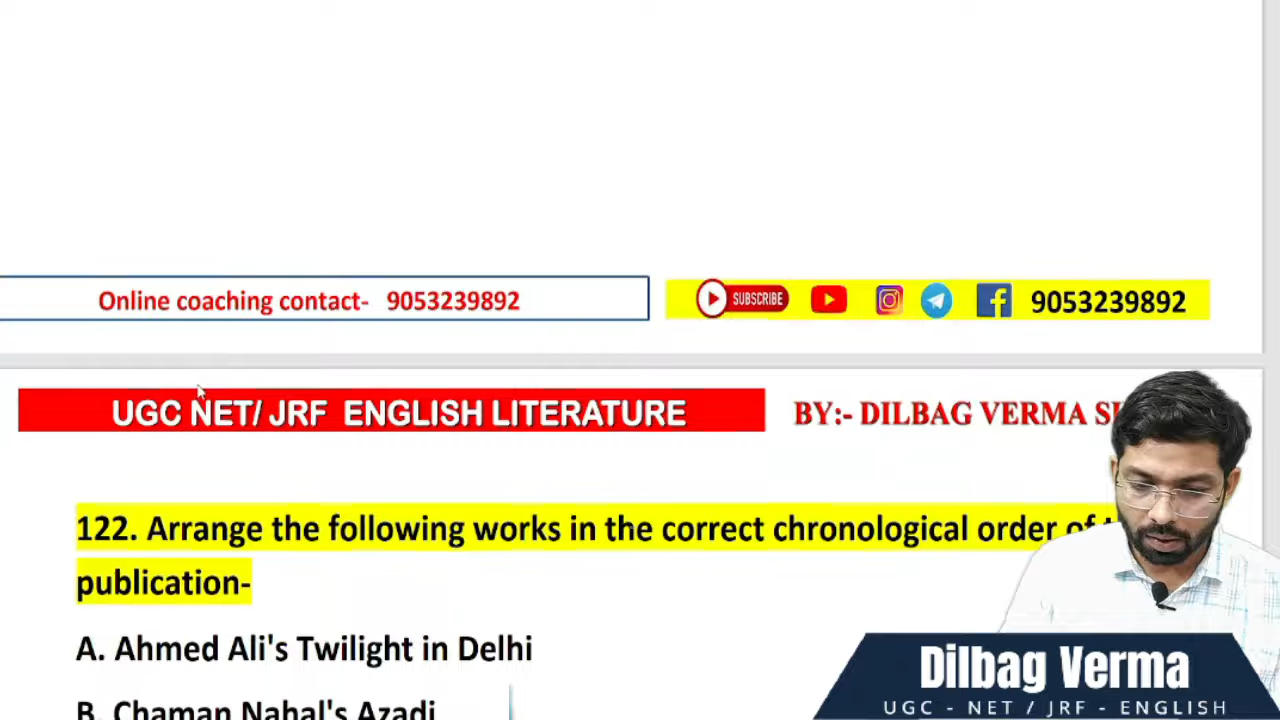 Online coaching contact- 9053239892
SUBSCRIBE
9053239892
UGC NET/ JRF ENGLISH LITERATURE
BY:- DILBAG VERMA
122. Arrange the following works in the correct chronological order of
publication-
A. Ahmed Ali's Twilight in Delhi
B. Chaman Nahal's Azadi
Dilbag Verma
UGC - NET / JRF - ENGLISH